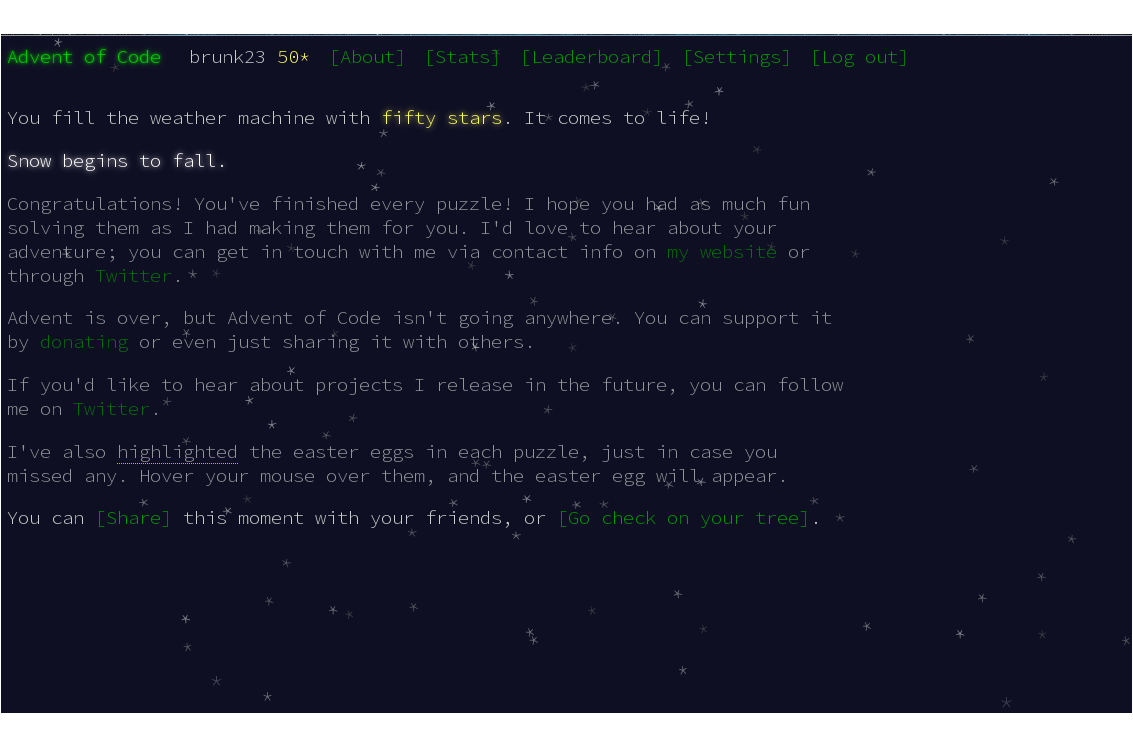 Advent of Code brunk23 50* [About] [Stats] [Leaderboard] [Settings] [Log out]
You fill the weather machine with fifty stars. It comes to life!
Snow begins to fall.
Congratulations! You've finished every puzzle! I hope you had as much fun
solving them as I had making them for you. I'd love to hear about your
adventure; you can get in touch with me via contact info on my website or
through Twitter.
Advent is over, but Advent of Code isn't going anywhere. You can support it
by donating or even just sharing it with others.
If you'd like to hear about projects I release in the future, you can follow
me on Twitter.
I've also highlighted the easter eggs in each puzzle, just in case you
missed any. Hover your mouse over them, and the easter egg will appear.
You can [Share] this moment with your friends, or [Go check on your tree].